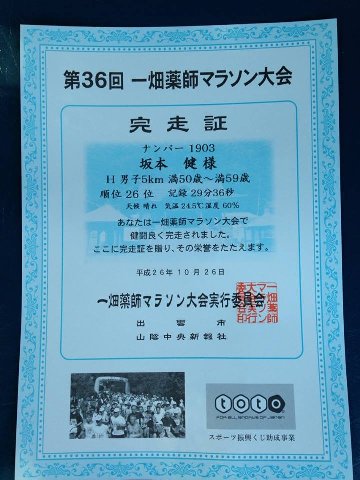 第36回 一畑薬師マラソン大会
完走証
ナンバー 1903
坂本 健様
H 男子5km 満50歳~満59歳
順位26位 記録29分36秒
天候 晴れ 気温 24.5℃ 湿度 60%
あなたは一畑薬師マラソン大会で
健闘良く完走されました。
ここに完走証を贈り、その栄誉をたたえます。
平成26年10月26日
一畑薬師マラソン大会実行委員会
出雲市
山陰中央新報社
toto
FOR ALL SPORTS OF JAPAN
スポーツ振興くじ助成事業